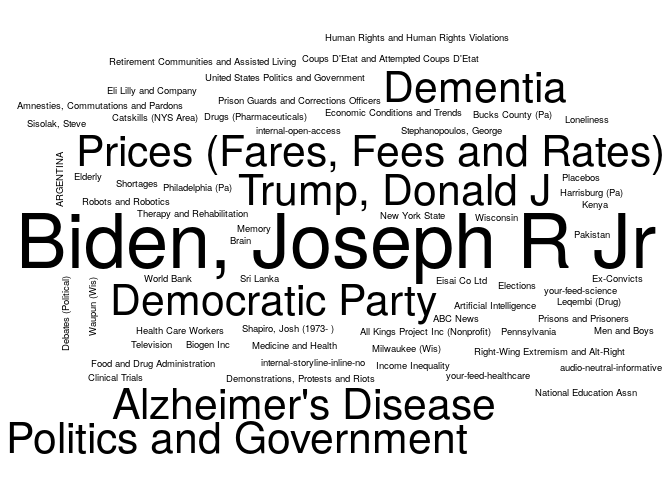 Human Rights and Human Rights Violations
Retirement Communities and Assisted Living
Coups D'Etat and Attempted Coups D'Etat
United States Politics and Government
Dementia
Eli Lilly and Company
Prison Guards and Corrections Officers
Amnesties, Commutations and Pardons
Catskills (NYS Area)
Drugs (Pharmaceuticals)
Economic Conditions and Trends
Bucks County (Pa)
Loneliness
Sisolak, Steve
internal-open-access
Stephanopoulos, George
Prices (Fares, Fees and Rates)
ARGENTINA
Elderly
Shortages
Philadelphia (Pa)
Trump, Donald J
Placebos
Harrisburg (Pa)
Robots and Robotics
Kenya
Therapy and Rehabilitation
New York State
Wisconsin
Biden, Joseph R Jr
Memory
Brain
Pakistan
Debates (Political)
Waupun (Wis)
World Bank
Sri Lanka
Eisai Co Ltd
Elections
Ex-Convicts
your-feed-science
Democratic Party
Artificial Intelligence
Leqembi (Drug)
ABC News
Prisons and Prisoners
Health Care Workers
Shapiro, Josh (1973- )
All Kings Project Inc (Nonprofit)
Pennsylvania
Men and Boys
Television
Biogen Inc
Medicine and Health
Milwaukee (Wis)
Right-Wing Extremism and Alt-Right
Food and Drug Administration
internal-storyline-inline-no
Income Inequality
audio-neutral-informative
Clinical Trials
Demonstrations, Protests and Riots
your-feed-healthcare
Alzheimer's Disease
National Education Assn
Politics and Government